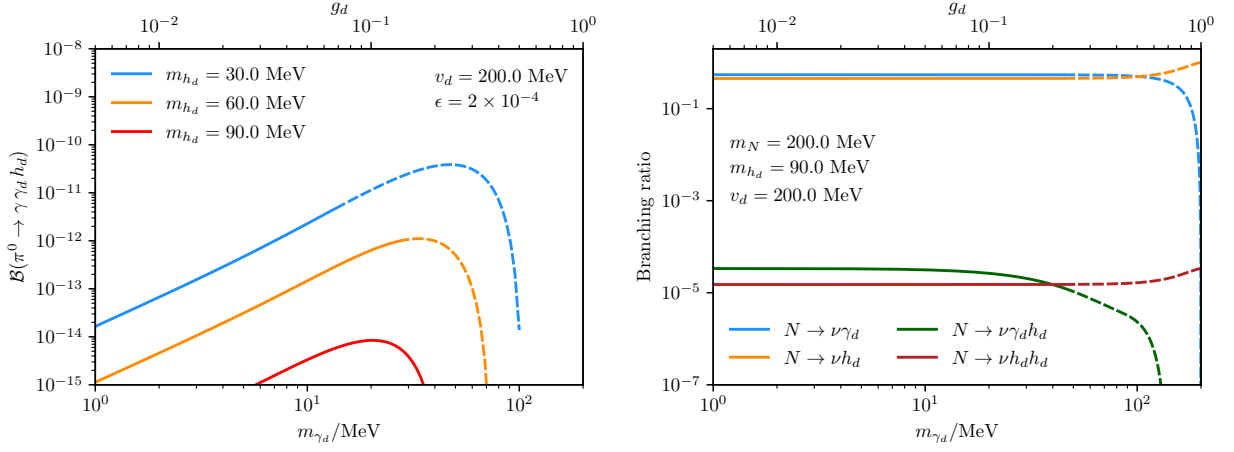 g_d
10^{-2} 10^{-1} 10^0
10^{-8}
10^{-9}
10^{-10}
10^{-11}
10^{-12}
10^{-13}
10^{-14}
10^{-15}
B(π^0 → γ γ_d h_d)
m_{h_d} = 30.0 MeV
m_{h_d} = 60.0 MeV
m_{h_d} = 90.0 MeV
v_d = 200.0 MeV
ϵ = 2 × 10^{-4}
10^0 10^1 10^2
m_{γ_d}/MeV
g_d
10^{-2} 10^{-1} 10^0
10^{-1}
10^{-3}
10^{-5}
10^{-7}
Branching ratio
m_N = 200.0 MeV
m_{h_d} = 90.0 MeV
v_d = 200.0 MeV
N → νγ_d
N → νh_d
N → νγ_d h_d
N → νh_d h_d
10^0 10^1 10^2
m_{γ_d}/MeV